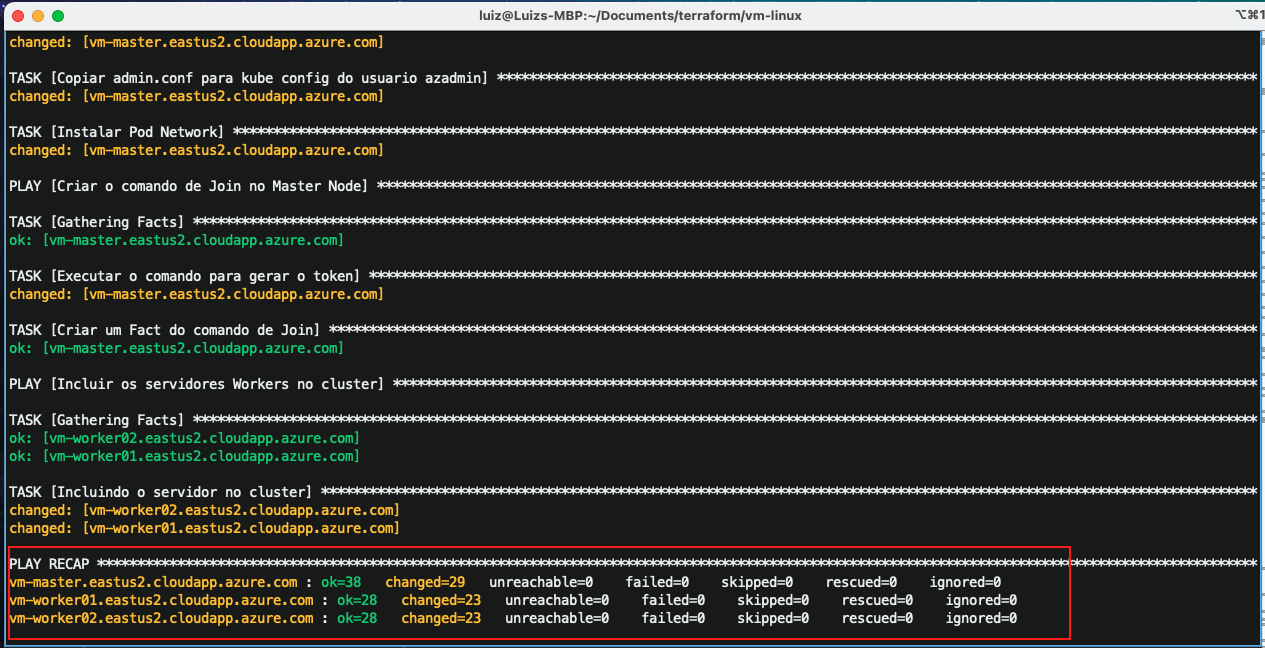 luiz@Luizs-MBP:~/Documents/terraform/vm-linux ⌥⌘1
changed: [vm-master.eastus2.cloudapp.azure.com]
TASK [Copiar admin.conf para kube config do usuario azadmin] ***********************************************************************************************
changed: [vm-master.eastus2.cloudapp.azure.com]
TASK [Instalar Pod Network] ********************************************************************************************************************************
changed: [vm-master.eastus2.cloudapp.azure.com]
PLAY [Criar o comando de Join no Master Node] **************************************************************************************************************
TASK [Gathering Facts] *************************************************************************************************************************************
ok: [vm-master.eastus2.cloudapp.azure.com]
TASK [Executar o comando para gerar o token] ***************************************************************************************************************
changed: [vm-master.eastus2.cloudapp.azure.com]
TASK [Criar um Fact do comando de Join] ********************************************************************************************************************
ok: [vm-master.eastus2.cloudapp.azure.com]
PLAY [Incluir os servidores Workers no cluster] ************************************************************************************************************
TASK [Gathering Facts] *************************************************************************************************************************************
ok: [vm-worker02.eastus2.cloudapp.azure.com]
ok: [vm-worker01.eastus2.cloudapp.azure.com]
TASK [Incluindo o servidor no cluster] *********************************************************************************************************************
changed: [vm-worker02.eastus2.cloudapp.azure.com]
changed: [vm-worker01.eastus2.cloudapp.azure.com]
PLAY RECAP *************************************************************************************************************************************************
vm-master.eastus2.cloudapp.azure.com : ok=38 changed=29 unreachable=0 failed=0 skipped=0 rescued=0 ignored=0
vm-worker01.eastus2.cloudapp.azure.com : ok=28 changed=23 unreachable=0 failed=0 skipped=0 rescued=0 ignored=0
vm-worker02.eastus2.cloudapp.azure.com : ok=28 changed=23 unreachable=0 failed=0 skipped=0 rescued=0 ignored=0